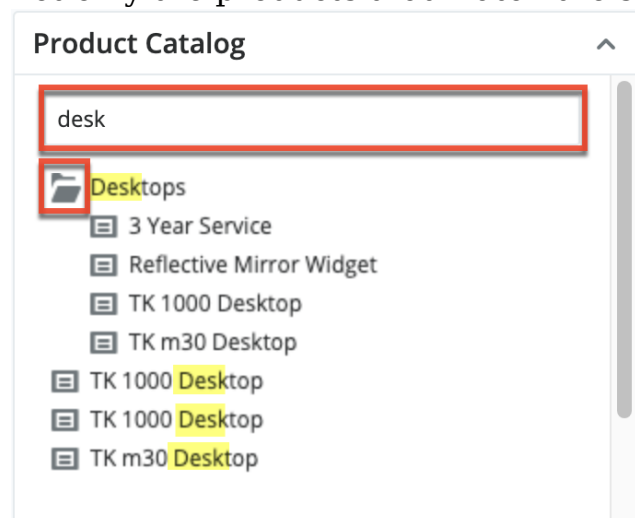 Product Catalog
desk
Desktops
3 Year Service
Reflective Mirror Widget
TK 1000 Desktop
TK m30 Desktop
TK 1000 Desktop
TK 1000 Desktop
TK m30 Desktop